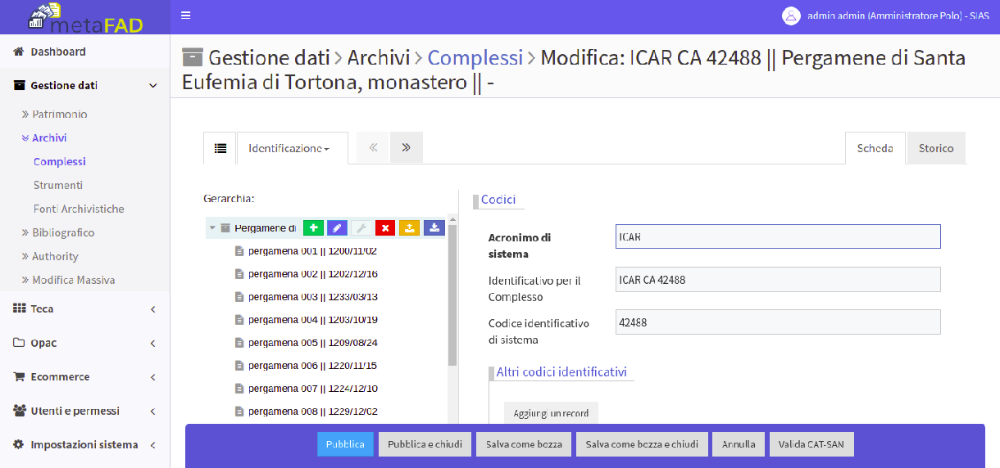 metaFAD
admin admin (Amministratore Polo) - SIAS
Dashboard
Gestione dati
Patrimonio
Archivi
Complessi
Strumenti
Fonti Archivistiche
Bibliografico
Authority
Modifica Massiva
Teca
Opac
Ecommerce
Utenti e permessi
Impostazioni sistema
Gestione dati > Archivi > Complessi > Modifica: ICAR CA 42488 || Pergamene di Santa
Eufemia di Tortona, monastero || -
Identificazione
Scheda
Storico
Gerarchia:
Pergamene di
pergamena 001 || 1200/11/02
pergamena 002 || 1202/12/16
pergamena 003 || 1233/03/13
pergamena 004 || 1203/10/19
pergamena 005 || 1209/08/24
pergamena 006 || 1220/11/15
pergamena 007 || 1224/12/10
pergamena 008 || 1229/12/02
Codici
Acronimo di
sistema
ICAR
Identificativo per il
Complesso
ICAR CA 42488
Codice identificativo
di sistema
42488
Altri codici identificativi
Aggiungi un record
Pubblica
Pubblica e chiudi
Salva come bozza
Salva come bozza e chiudi
Annulla
Valida CAT-SAN